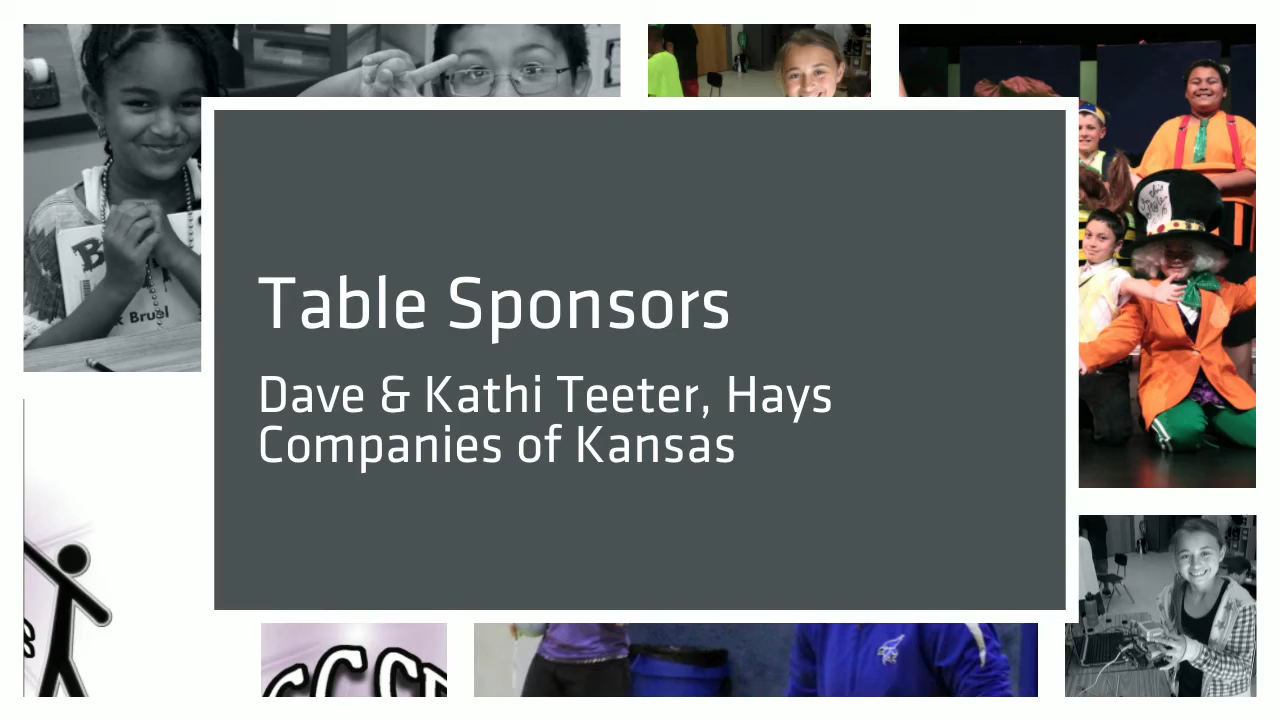 Table Sponsors
Dave & Kathi Teeter, Hays
Companies of Kansas